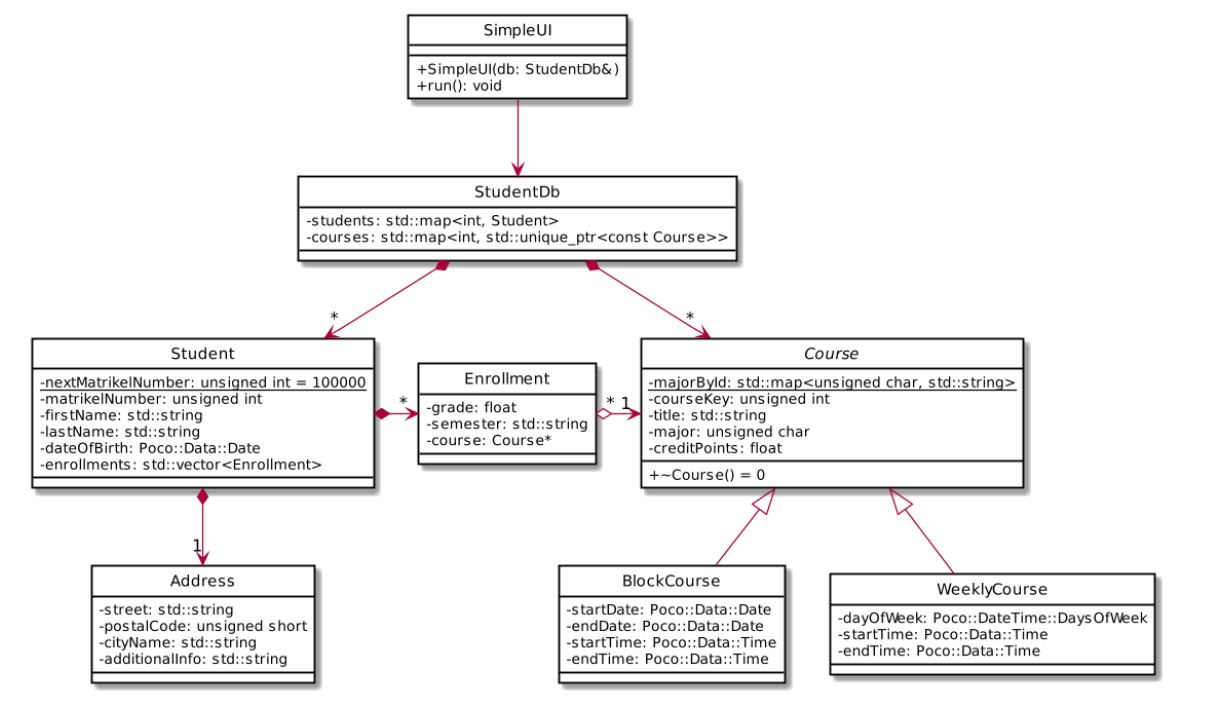 SimpleUI
+SimpleUI(db: StudentDb&)
+run(): void
StudentDb
-students: std::map<int, Student>
-courses: std::map<int, std::unique_ptr<const Course>>
*
*
Student
-nextMatrikelNumber: unsigned int = 100000
-matrikelNumber: unsigned int
-firstName: std::string
-lastName: std::string
-dateOfBirth: Poco::Data::Date
-enrollments: std::vector<Enrollment>
*
Enrollment
-grade: float
-semester: std::string
-course: Course*
* 1
Course
-majorById: std::map<unsigned char, std::string>
-courseKey: unsigned int
-title: std::string
-major: unsigned char
-creditPoints: float
+~Course() = 0
1
Address
-street: std::string
-postalCode: unsigned short
-cityName: std::string
-additionalInfo: std::string
BlockCourse
-startDate: Poco::Data::Date
-endDate: Poco::Data::Date
-startTime: Poco::Data::Time
-endTime: Poco::Data::Time
WeeklyCourse
-dayOfWeek: Poco::DateTime::DaysOfWeek
-startTime: Poco::Data::Time
-endTime: Poco::Data::Time